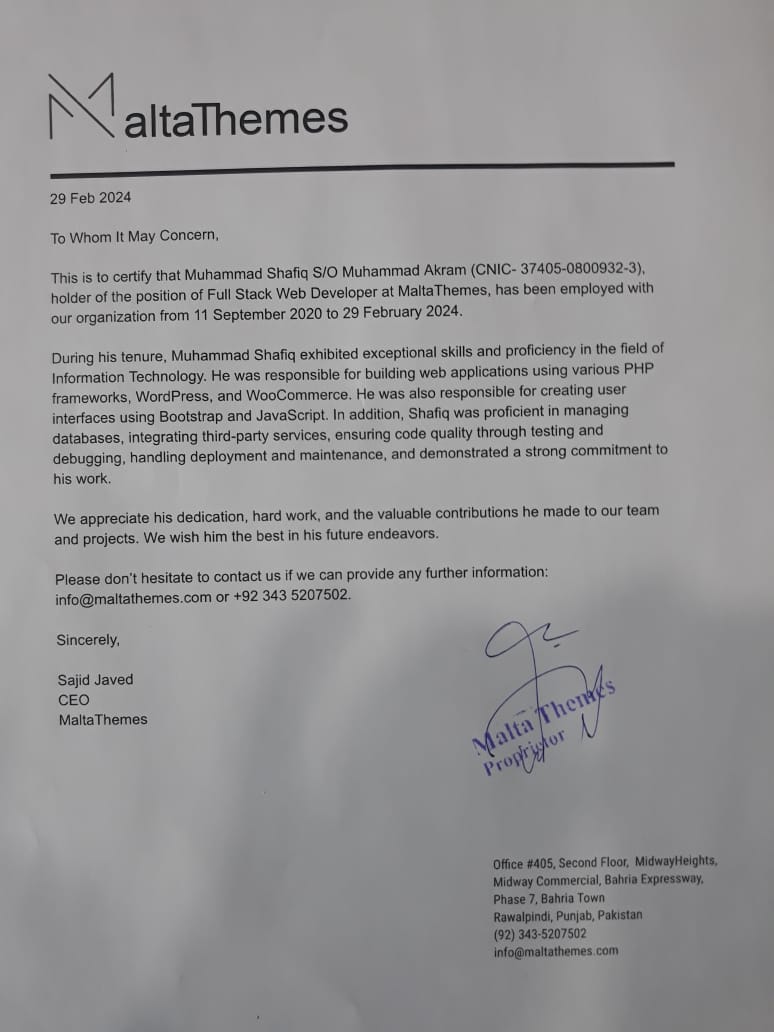 MaltaThemes
29 Feb 2024
To Whom It May Concern,
This is to certify that Muhammad Shafiq S/O Muhammad Akram (CNIC- 37405-0800932-3),
holder of the position of Full Stack Web Developer at MaltaThemes, has been employed with
our organization from 11 September 2020 to 29 February 2024.
During his tenure, Muhammad Shafiq exhibited exceptional skills and proficiency in the field of
Information Technology. He was responsible for building web applications using various PHP
frameworks, WordPress, and WooCommerce. He was also responsible for creating user
interfaces using Bootstrap and JavaScript. In addition, Shafiq was proficient in managing
databases, integrating third-party services, ensuring code quality through testing and
debugging, handling deployment and maintenance, and demonstrated a strong commitment to
his work.
We appreciate his dedication, hard work, and the valuable contributions he made to our team
and projects. We wish him the best in his future endeavors.
Please don't hesitate to contact us if we can provide any further information:
info@maltathemes.com or +92 343 5207502.
Sincerely,
Sajid Javed
CEO
MaltaThemes
Malta Themes
Proprietor
Office #405, Second Floor, MidwayHeights,
Midway Commercial, Bahria Expressway,
Phase 7, Bahria Town
Rawalpindi, Punjab, Pakistan
(92) 343-5207502
info@maltathemes.com